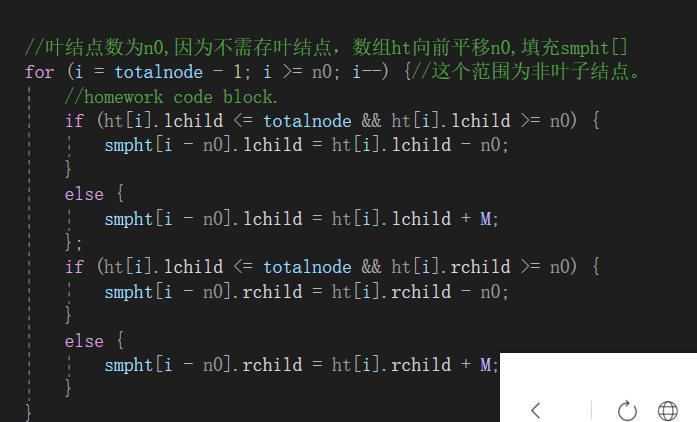 //叶结点数为n0,因为不需存叶结点，数组ht向前平移n0,填充smpht[]
for (i = totalnode - 1; i >= n0; i--) {//这个范围为非叶子结点。
//homework code block.
if (ht[i].lchild <= totalnode && ht[i].lchild >= n0) {
smpht[i - n0].lchild = ht[i].lchild - n0;
}
else {
smpht[i - n0].lchild = ht[i].lchild + M;
};
if (ht[i].lchild <= totalnode && ht[i].rchild >= n0) {
smpht[i - n0].rchild = ht[i].rchild - n0;
}
else {
smpht[i - n0].rchild = ht[i].rchild + M;
}
}